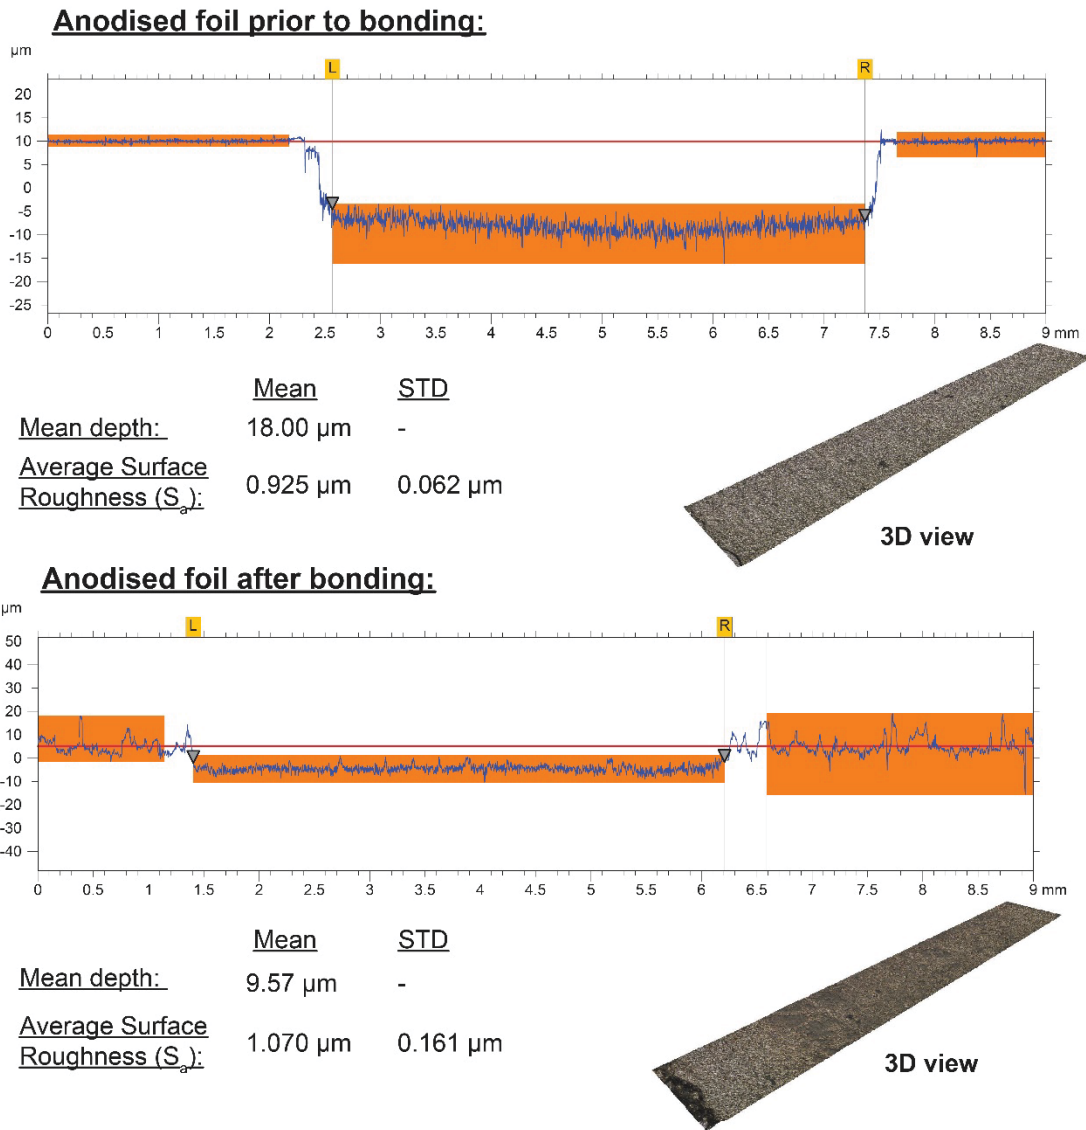 Anodised foil prior to bonding:
µm
L R
20
15
10
5
0
-5
-10
-15
-20
-25
0 0.5 1 1.5 2 2.5 3 3.5 4 4.5 5 5.5 6 6.5 7 7.5 8 8.5 9 mm
Mean STD
Mean depth: 18.00 µm -
Average Surface
Roughness (Sa): 0.925 µm 0.062 µm
3D view
Anodised foil after bonding:
µm
L R
50
40
30
20
10
0
-10
-20
-30
-40
0 0.5 1 1.5 2 2.5 3 3.5 4 4.5 5 5.5 6 6.5 7 7.5 8 8.5 9 mm
Mean STD
Mean depth: 9.57 µm -
Average Surface
Roughness (Sa): 1.070 µm 0.161 µm
3D view